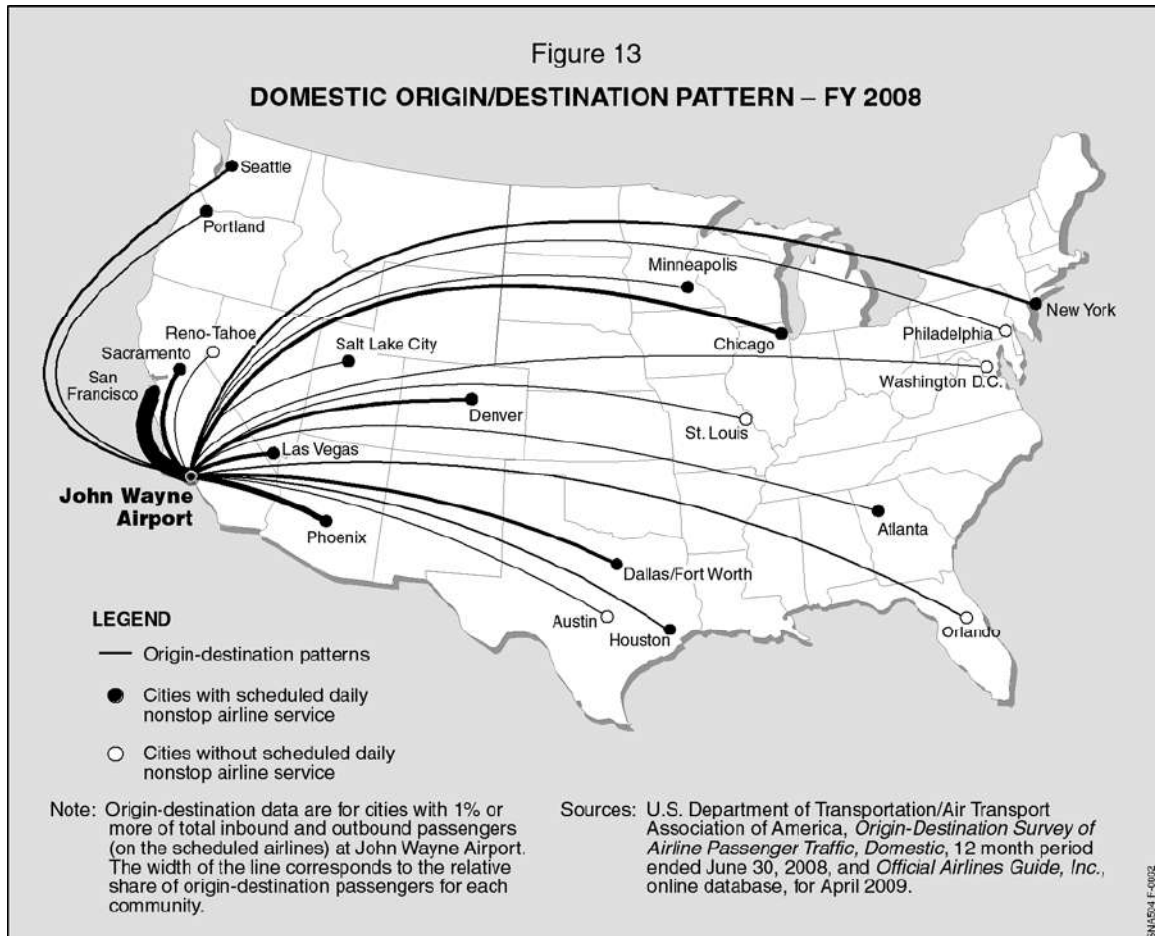 Figure 13
DOMESTIC ORIGIN/DESTINATION PATTERN – FY 2008
Seattle
Portland
Minneapolis
New York
Reno-Tahoe
Philadelphia
Sacramento
Salt Lake City
Chicago
San
Francisco
Washington D.C.
Denver
St. Louis
Las Vegas
John Wayne
Airport
Phoenix
Atlanta
Dallas/Fort Worth
Austin
Houston
Orlando
LEGEND
Origin-destination patterns
Cities with scheduled daily
nonstop airline service
Cities without scheduled daily
nonstop airline service
Note: Origin-destination data are for cities with 1% or
more of total inbound and outbound passengers
(on the scheduled airlines) at John Wayne Airport.
The width of the line corresponds to the relative
share of origin-destination passengers for each
community.
Sources: U.S. Department of Transportation/Air Transport
Association of America, Origin-Destination Survey of
Airline Passenger Traffic, Domestic, 12 month period
ended June 30, 2008, and Official Airlines Guide, Inc.,
online database, for April 2009.